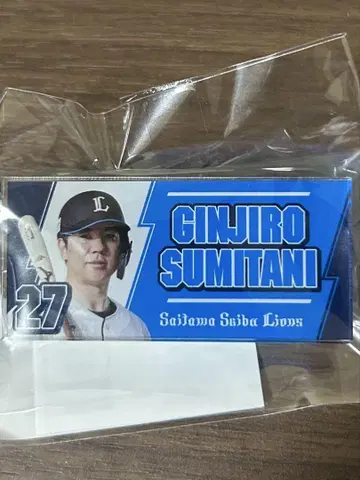 L
GINJIRO
SUMITANI
27
Saitama Seibu Lions